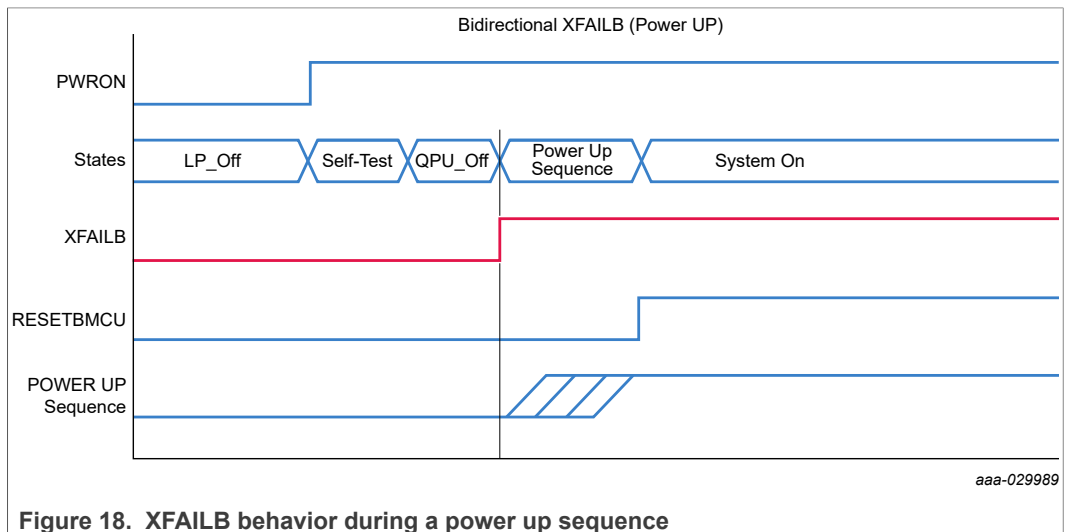 Bidirectional XFAILB (Power UP)
PWRON
States
LP_Off
Self-Test
QPU_Off
Power Up
Sequence
System On
XFAILB
RESETBMCU
POWER UP
Sequence
aaa-029989
Figure 18. XFAILB behavior during a power up sequence